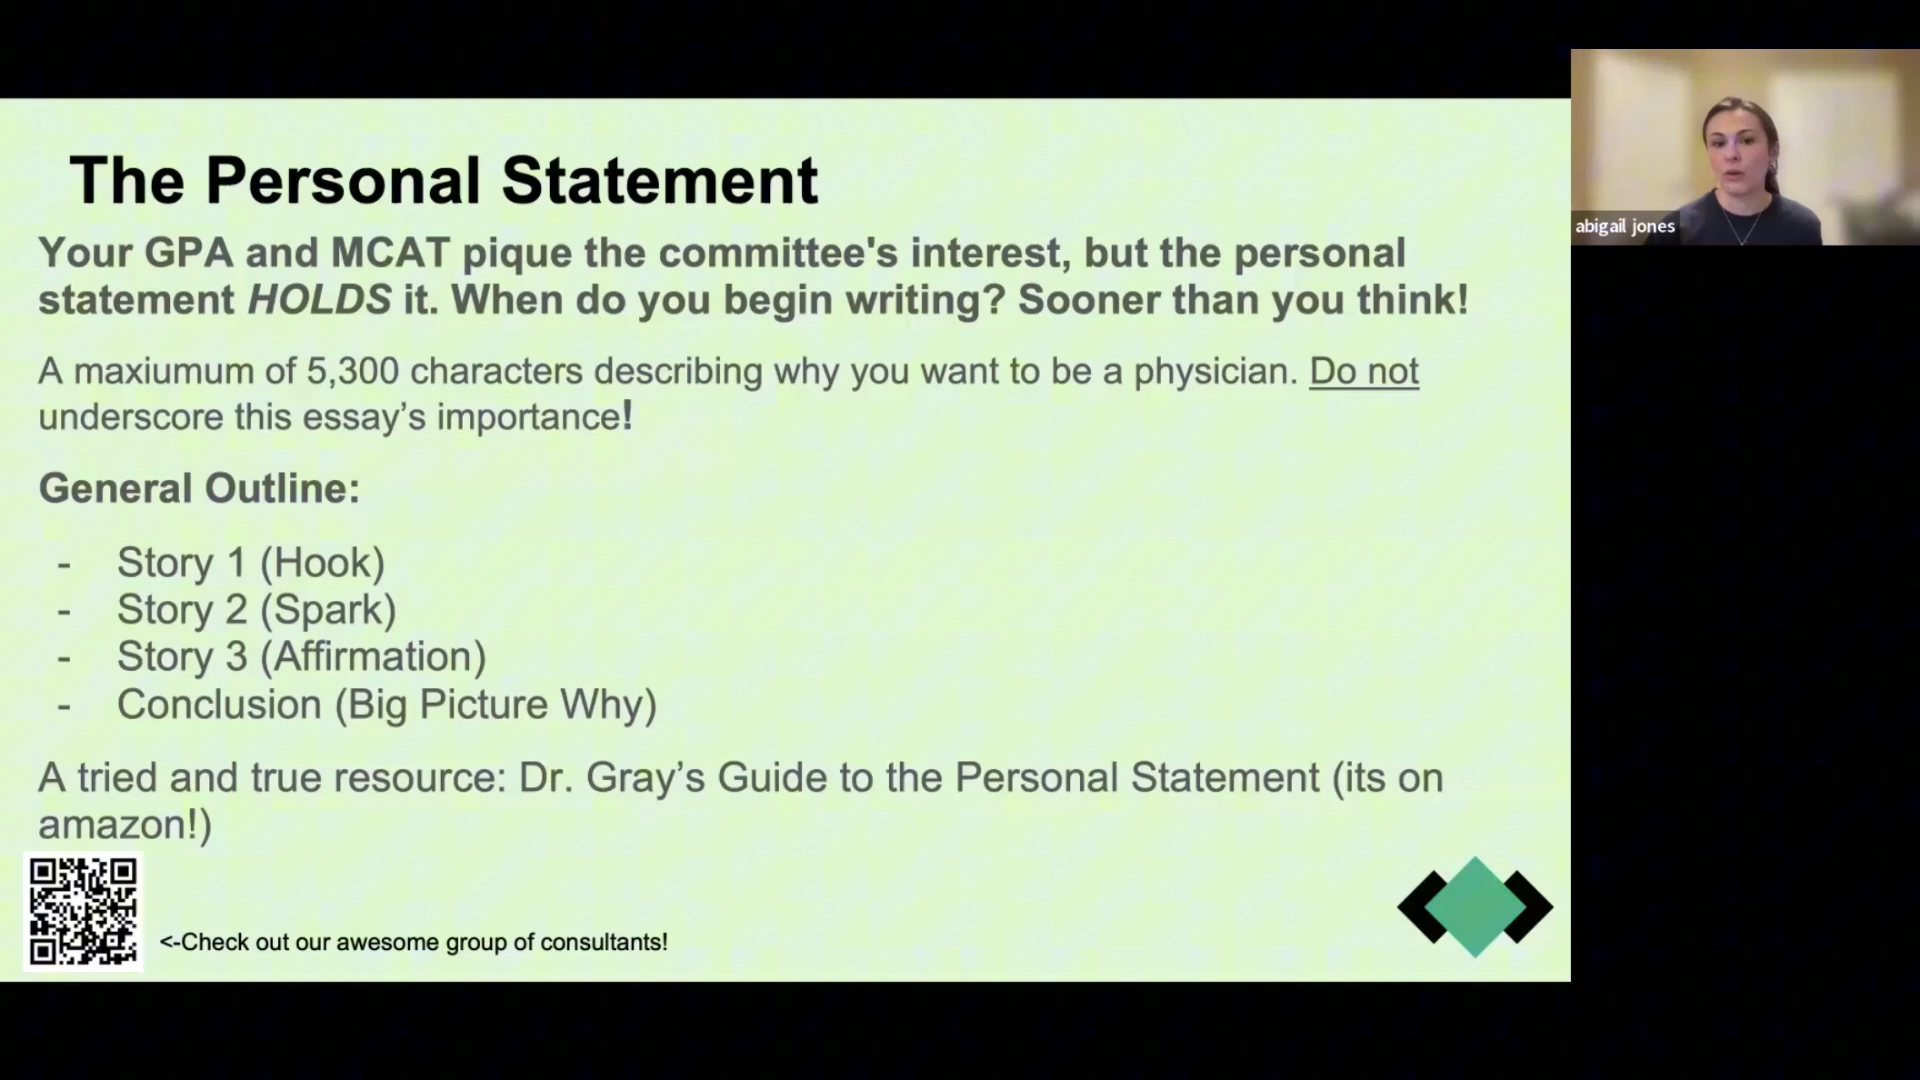 The Personal Statement
Your GPA and MCAT pique the committee's interest, but the personal
statement HOLDS it. When do you begin writing? Sooner than you think!
A maxiumum of 5,300 characters describing why you want to be a physician. Do not
underscore this essay’s importance!
General Outline:
- Story 1 (Hook)
- Story 2 (Spark)
- Story 3 (Affirmation)
- Conclusion (Big Picture Why)
A tried and true resource: Dr. Gray’s Guide to the Personal Statement (its on
amazon!)
<-Check out our awesome group of consultants!
abigail jones